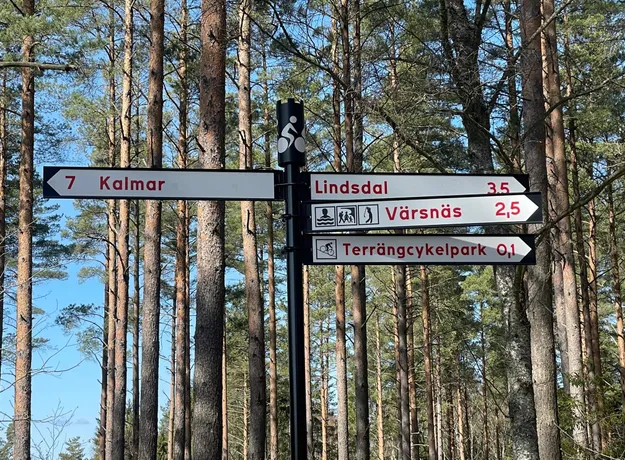 7 Kalmar
Lindsdal 3,5
Värsnäs 2,5
Terrängcykelpark 0,1